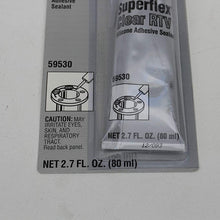 Adhesive
Sealant
Superflex
Clear RTV
Silicone Adhesive Sealant
59530
59530
CAUTION: MAY
IRRITATE EYES,
SKIN, AND
RESPIRATORY
TRACT.
Read back panel.
NET 2.7 FL. OZ. (80 ml)
NET 2.7 FL. OZ. (80 ml)